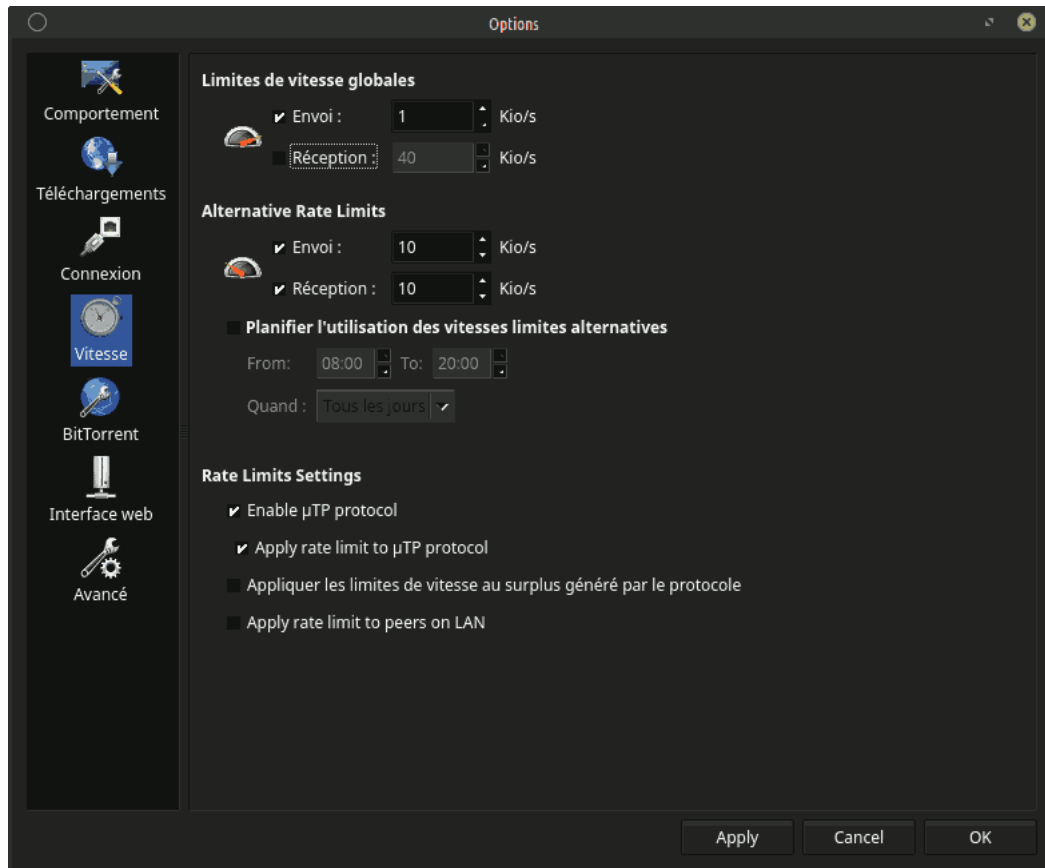 Options
Comportement
Téléchargements
Connexion
Vitesse
BitTorrent
Interface web
Avancé
Limites de vitesse globales
Envoi : 1 Kio/s
Réception : 40 Kio/s
Alternative Rate Limits
Envoi : 10 Kio/s
Réception : 10 Kio/s
Planifier l'utilisation des vitesses limites alternatives
From: 08:00 To: 20:00
Quand : Tous les jours
Rate Limits Settings
Enable µTP protocol
Apply rate limit to µTP protocol
Appliquer les limites de vitesse au surplus généré par le protocole
Apply rate limit to peers on LAN
Apply Cancel OK